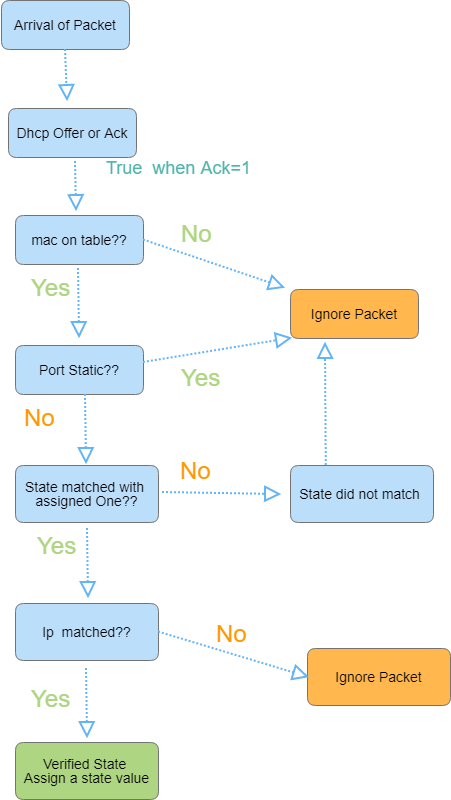 Arrival of Packet
Dhcp Offer or Ack
True when Ack=1
mac on table??
No
Yes
Ignore Packet
Port Static??
Yes
No
State matched with
assigned One??
No
State did not match
Yes
Ip matched??
No
Ignore Packet
Yes
Verified State
Assign a state value